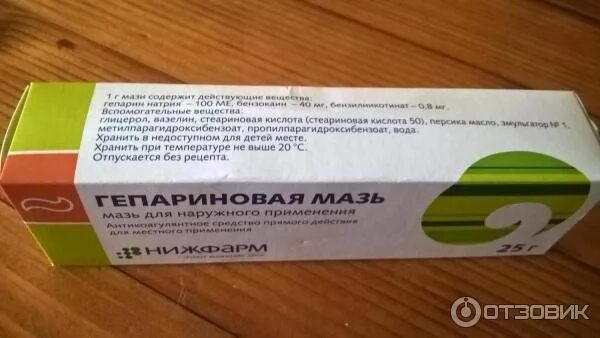 1 г мази содержит действующие вещества:
гепарин натрия – 100 МЕ, бензокаин – 40 мг, бензилникотинат – 0,8 мг.
Вспомогательные вещества:
глицерол, вазелин, стеариновая кислота (стеариновая кислота 50), персика масло, эмульгатор № 1,
метилпарагидроксибензоат, пропилпарагидроксибензоат, вода.
Хранить в недоступном для детей месте.
Хранить при температуре не выше 20 °С.
Отпускается без рецепта.
ГЕПАРИНОВАЯ МАЗЬ
мазь для наружного применения
Антикоагулянтное средство прямого действия
для местного применения
НИЖФАРМ
25 г
ОТЗОВИК